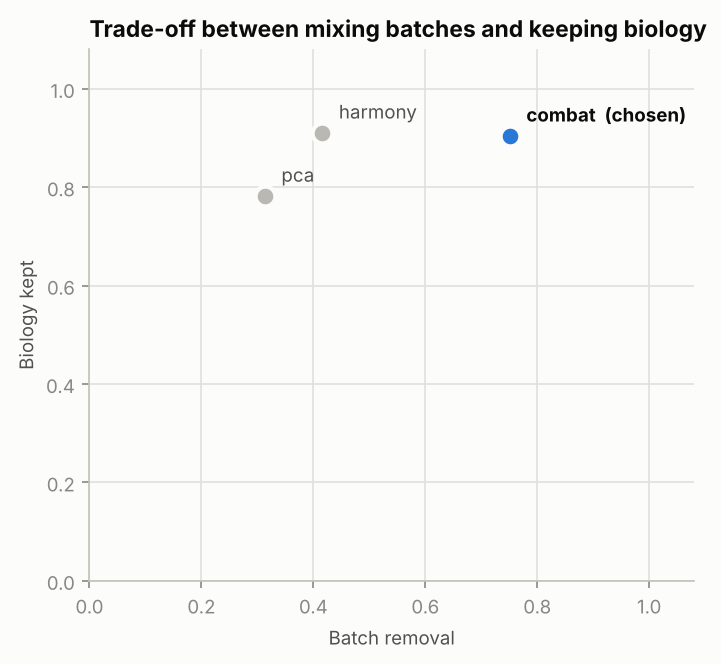 Trade-off between mixing batches and keeping biology
1.0
0.8
0.6
0.4
0.2
0.0
Biology kept
harmony
combat (chosen)
pca
0.0
0.2
0.4
0.6
0.8
1.0
Batch removal